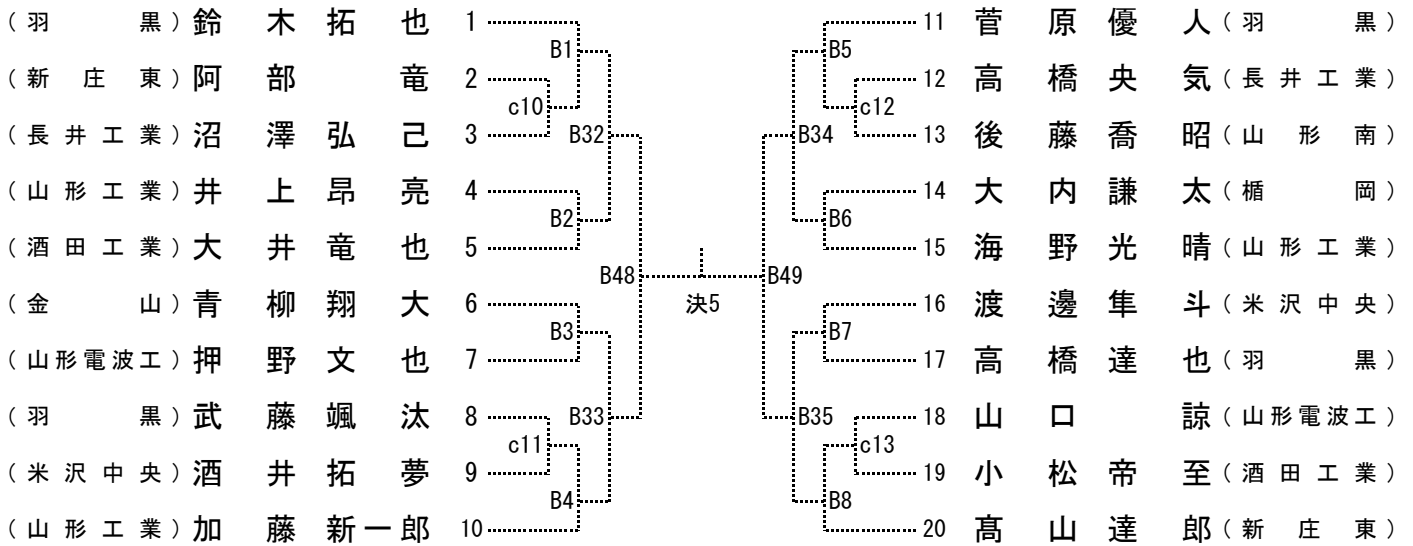 (羽黒) 鈴木拓也 1
(新庄東) 阿部竜 2
(長井工業) 沼澤弘己 3
(山形工業) 井上昂亮 4
(酒田工業) 大井竜也 5
(金山) 青柳翔大 6
(山形電波工) 押野文也 7
(羽黒) 武藤颯汰 8
(米沢中央) 酒井拓夢 9
(山形工業) 加藤新一郎 10
B1
c10
B32
B2
B48
B3
B33
c11
B4
決5
B5
c12
B34
B6
B49
B7
B35
c13
B8
11 菅原優人 (羽黒)
12 高橋央気 (長井工業)
13 後藤喬昭 (山形南)
14 大内謙太 (楯岡)
15 海野光晴 (山形工業)
16 渡邊隼斗 (米沢中央)
17 高橋達也 (羽黒)
18 山口諒 (山形電波工)
19 小松帝至 (酒田工業)
20 髙山達郎 (新庄東)